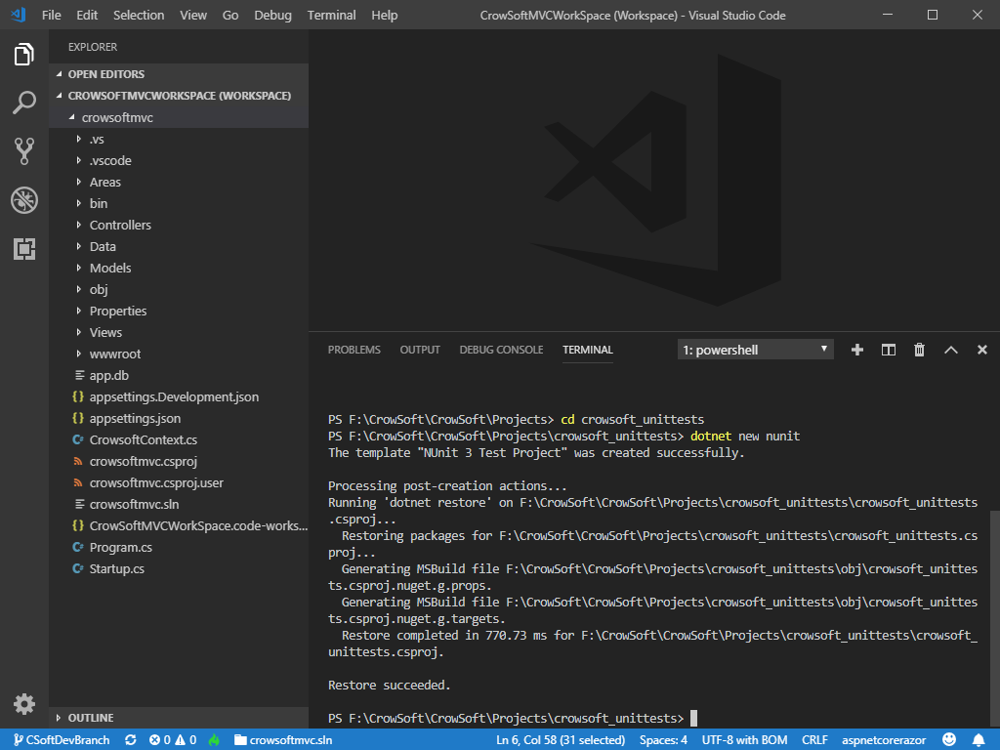 File Edit Selection View Go Debug Terminal Help CrowSoftMVCWorkSpace (Workspace) - Visual Studio Code
EXPLORER
OPEN EDITORS
CROWSOFTMVCWORKSPACE (WORKSPACE)
crowsoftmvc
.vs
.vscode
Areas
bin
Controllers
Data
Models
obj
Properties
Views
wwwroot
app.db
{} appsettings.Development.json
{} appsettings.json
C# CrowsoftContext.cs
crowsoftmvc.csproj
crowsoftmvc.csproj.user
crowsoftmvc.sln
{} CrowSoftMVCWorkSpace.code-works...
C# Program.cs
C# Startup.cs
OUTLINE
PROBLEMS OUTPUT DEBUG CONSOLE TERMINAL 1: powershell
PS F:\CrowSoft\CrowSoft\Projects> cd crowsoft_unittests
PS F:\CrowSoft\CrowSoft\Projects\crowsoft_unittests> dotnet new nunit
The template "NUnit 3 Test Project" was created successfully.
Processing post-creation actions...
Running 'dotnet restore' on F:\CrowSoft\CrowSoft\Projects\crowsoft_unittests\crowsoft_unittests
.csproj...
Restoring packages for F:\CrowSoft\CrowSoft\Projects\crowsoft_unittests\crowsoft_unittests.cs
proj...
Generating MSBuild file F:\CrowSoft\CrowSoft\Projects\crowsoft_unittests\obj\crowsoft_unittes
ts.csproj.nuget.g.props.
Generating MSBuild file F:\CrowSoft\CrowSoft\Projects\crowsoft_unittests\obj\crowsoft_unittes
ts.csproj.nuget.g.targets.
Restore completed in 770.73 ms for F:\CrowSoft\CrowSoft\Projects\crowsoft_unittests\crowsoft_
unittests.csproj.
Restore succeeded.
PS F:\CrowSoft\CrowSoft\Projects\crowsoft_unittests>
CSoftDevBranch 0 0 crowsoftmvc.sln Ln 6, Col 58 (31 selected) Spaces: 4 UTF-8 with BOM CRLF aspnetcorerazor